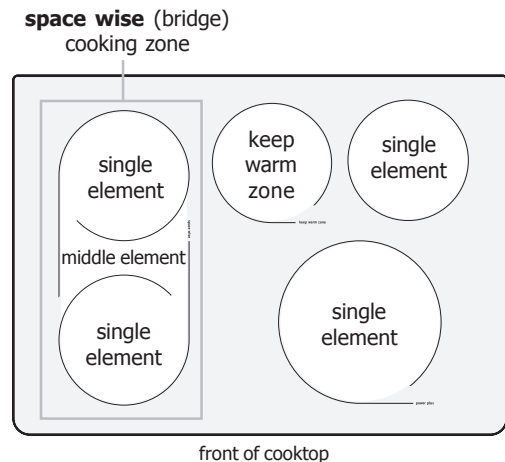 space wise (bridge)
cooking zone
single
element
keep
warm
zone
single
element
keep warm zone
middle element
single
element
single
element
power plus
front of cooktop